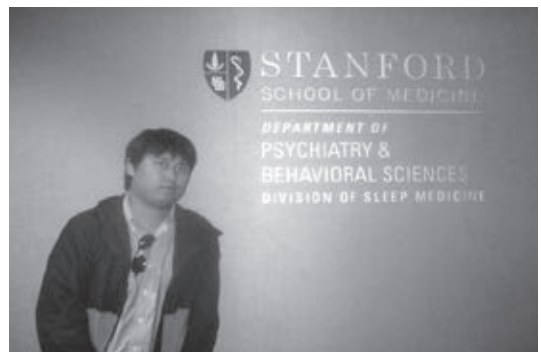 STANFORD
SCHOOL OF MEDICINE
DEPARTMENT OF
PSYCHIATRY &
BEHAVIORAL SCIENCES
DIVISION OF SLEEP MEDICINE